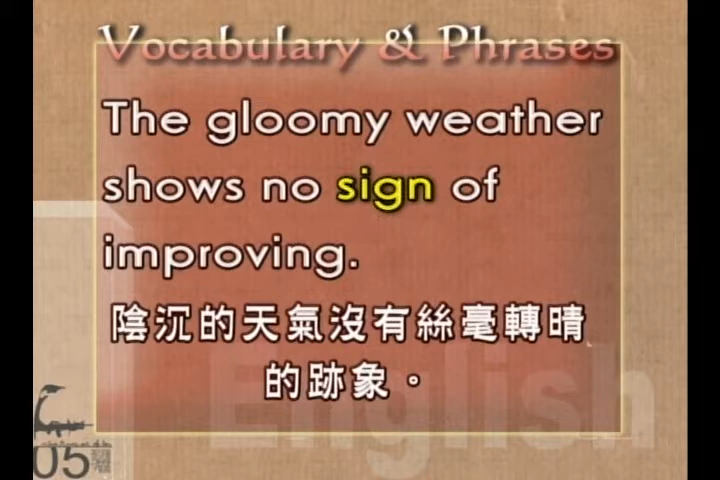 Vocabulary & Phrases
The gloomy weather
shows no sign of
improving.
陰沉的天氣沒有絲毫轉晴
的跡象。
English
05